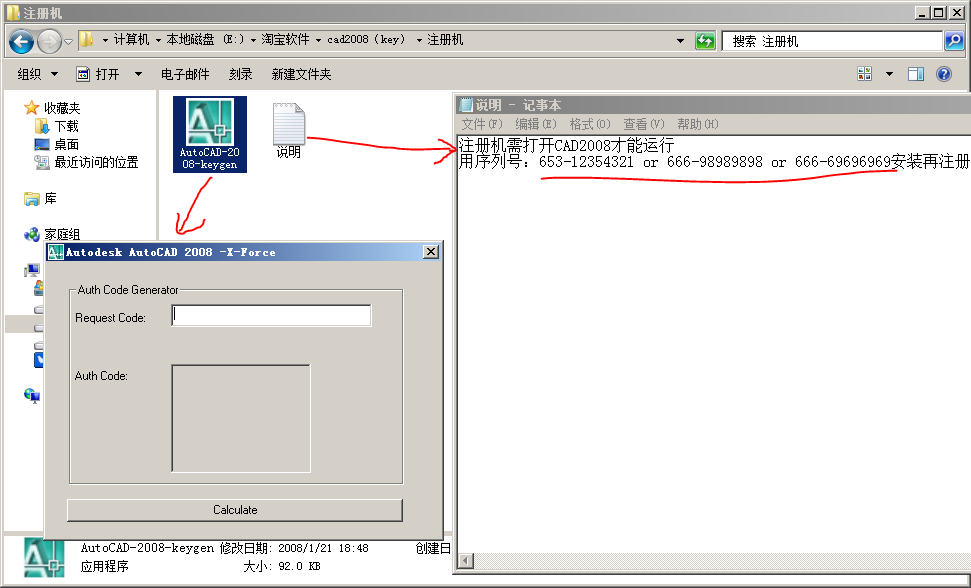 注册机
计算机 本地磁盘 (E:) 淘宝软件 cad2008（key） 注册机
搜索 注册机
组织 打开 电子邮件 刻录 新建文件夹
收藏夹
下载
桌面
最近访问的位置
库
家庭组
AutoCAD-20
08-keygen
说明
说明 - 记事本
文件(F) 编辑(E) 格式(O) 查看(V) 帮助(H)
注册机需打开CAD2008才能运行
用序列号: 653-12354321 or 666-98989898 or 666-69696969安装再注册
Autodesk AutoCAD 2008 -X-Force
Auth Code Generator
Request Code:
Auth Code:
Calculate
AutoCAD-2008-keygen 修改日期: 2008/1/21 18:48 创建日
应用程序 大小: 92.0 KB